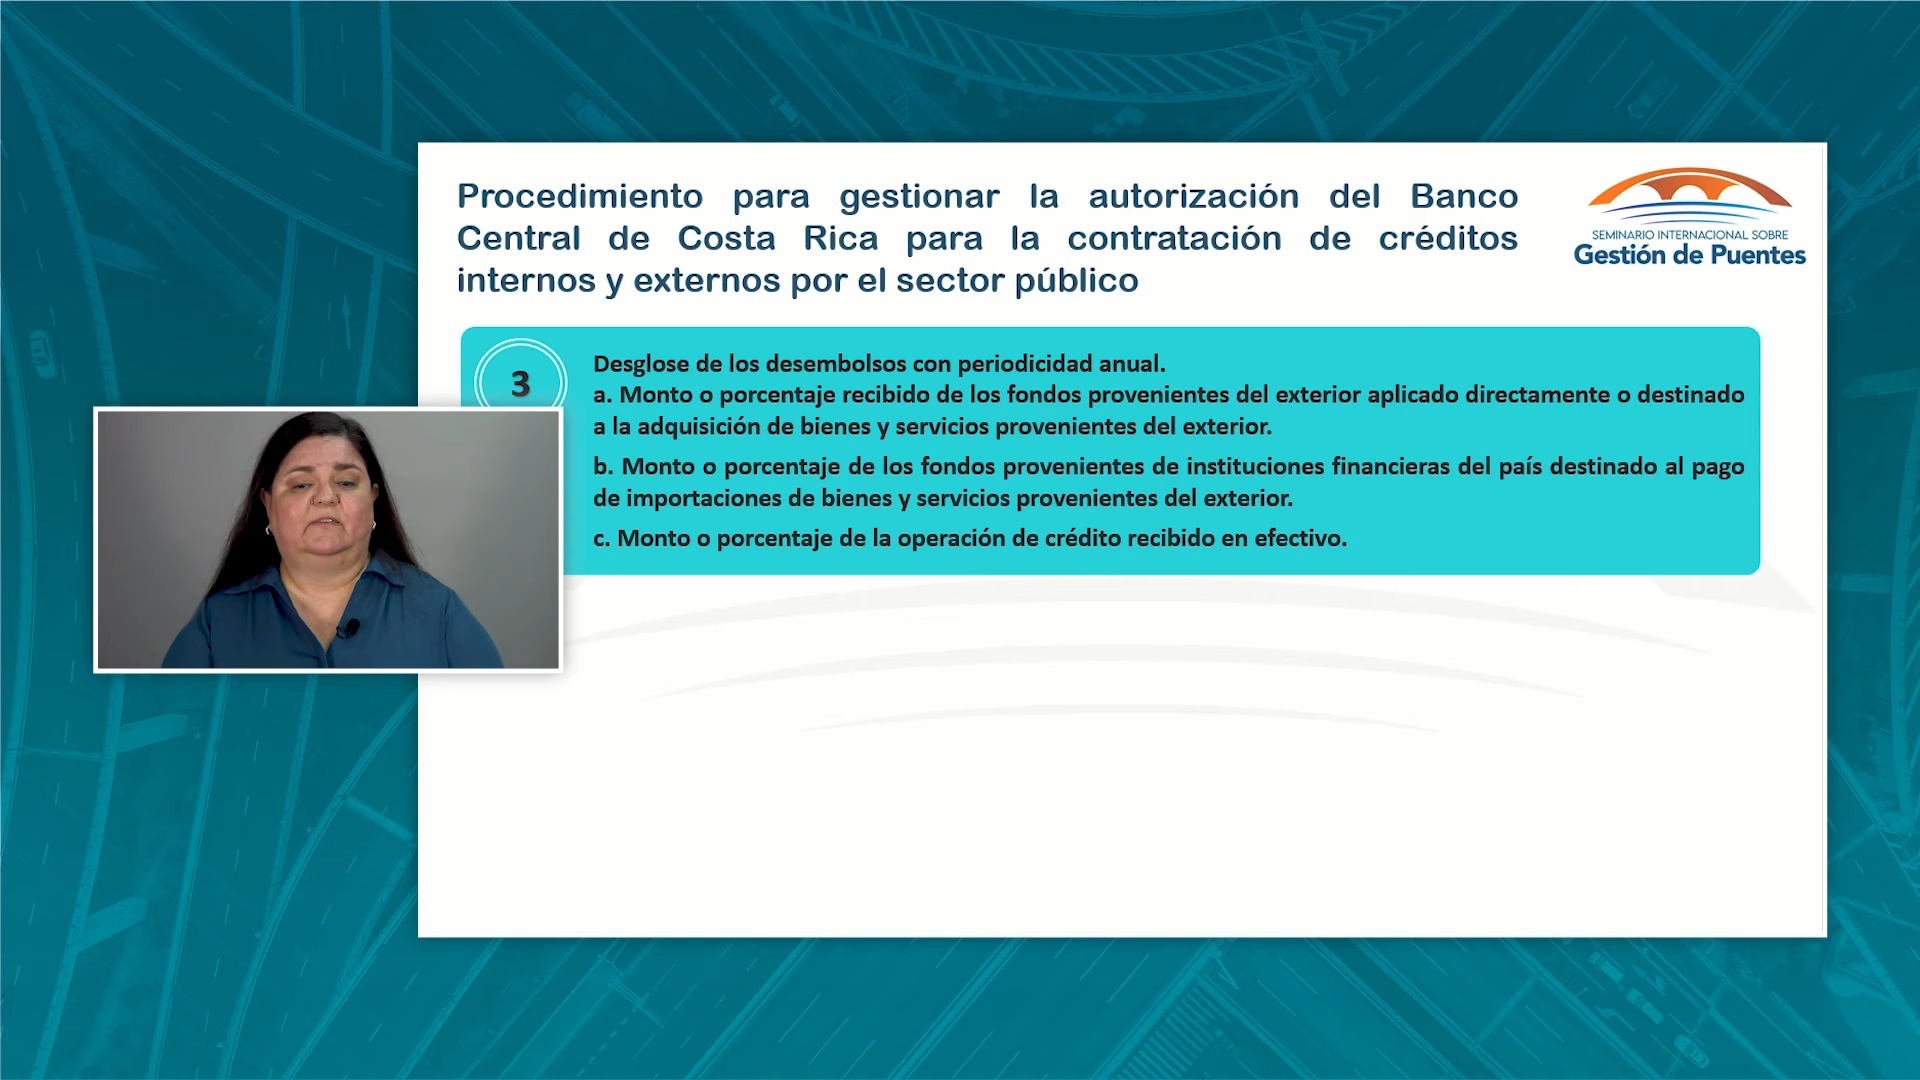 Procedimiento para gestionar la autorización del Banco
Central de Costa Rica para la contratación de créditos
internos y externos por el sector público
SEMINARIO INTERNACIONAL SOBRE
Gestión de Puentes
3
Desglose de los desembolsos con periodicidad anual.
a. Monto o porcentaje recibido de los fondos provenientes del exterior aplicado directamente o destinado
a la adquisición de bienes y servicios provenientes del exterior.
b. Monto o porcentaje de los fondos provenientes de instituciones financieras del país destinado al pago
de importaciones de bienes y servicios provenientes del exterior.
c. Monto o porcentaje de la operación de crédito recibido en efectivo.